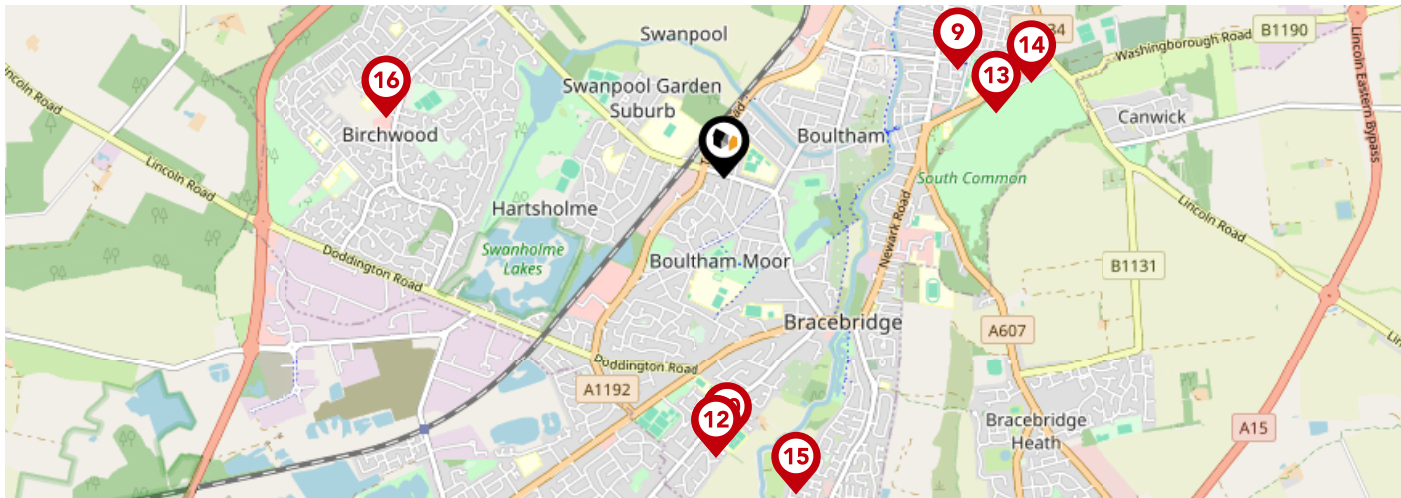 Swanpool
9
14
B1190
Washingborough Road
Lincoln Eastern Bypass
16
13
Swanpool Garden
Suburb
Lincoln Road
Birchwood
Boultham
Canwick
Lincoln Road
South Common
Hartsholme
Newark Road
Lincoln Road
Swanholme
Lakes
Doddington Road
Boultham Moor
B1131
Bracebridge
A607
Doddington Road
A1192
12
Bracebridge
Heath
A15
15